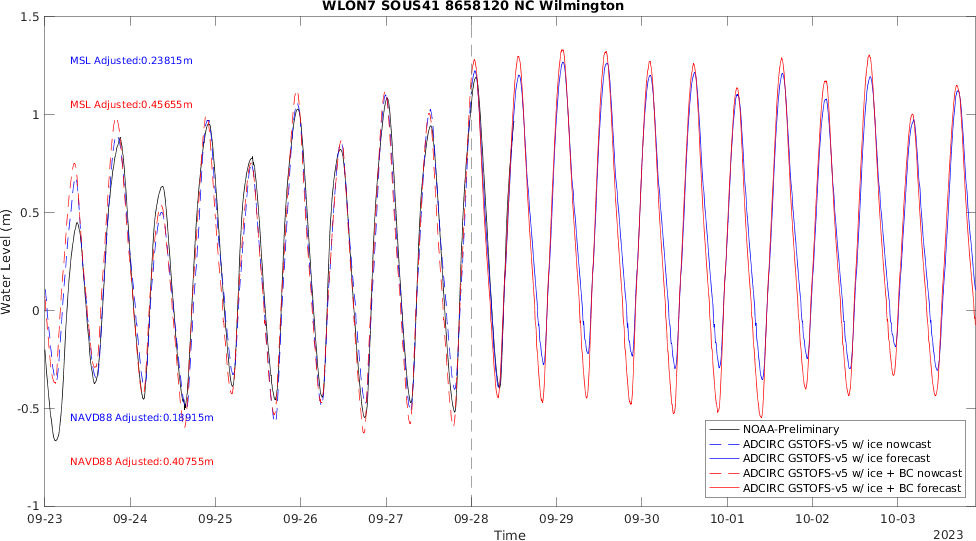 WLON7 SOUS41 8658120 NC Wilmington
1.5
1
0.5
0
-0.5
-1
Water Level (m)
MSL Adjusted:0.23815m
MSL Adjusted:0.45655m
NAVD88 Adjusted:0.18915m
NAVD88 Adjusted:0.40755m
NOAA-Preliminary
ADCIRC GSTOFS-v5 w/ ice nowcast
ADCIRC GSTOFS-v5 w/ ice forecast
ADCIRC GSTOFS-v5 w/ ice + BC nowcast
ADCIRC GSTOFS-v5 w/ ice + BC forecast
09-23 09-24 09-25 09-26 09-27 09-28 09-29 09-30 10-01 10-02 10-03
Time
2023